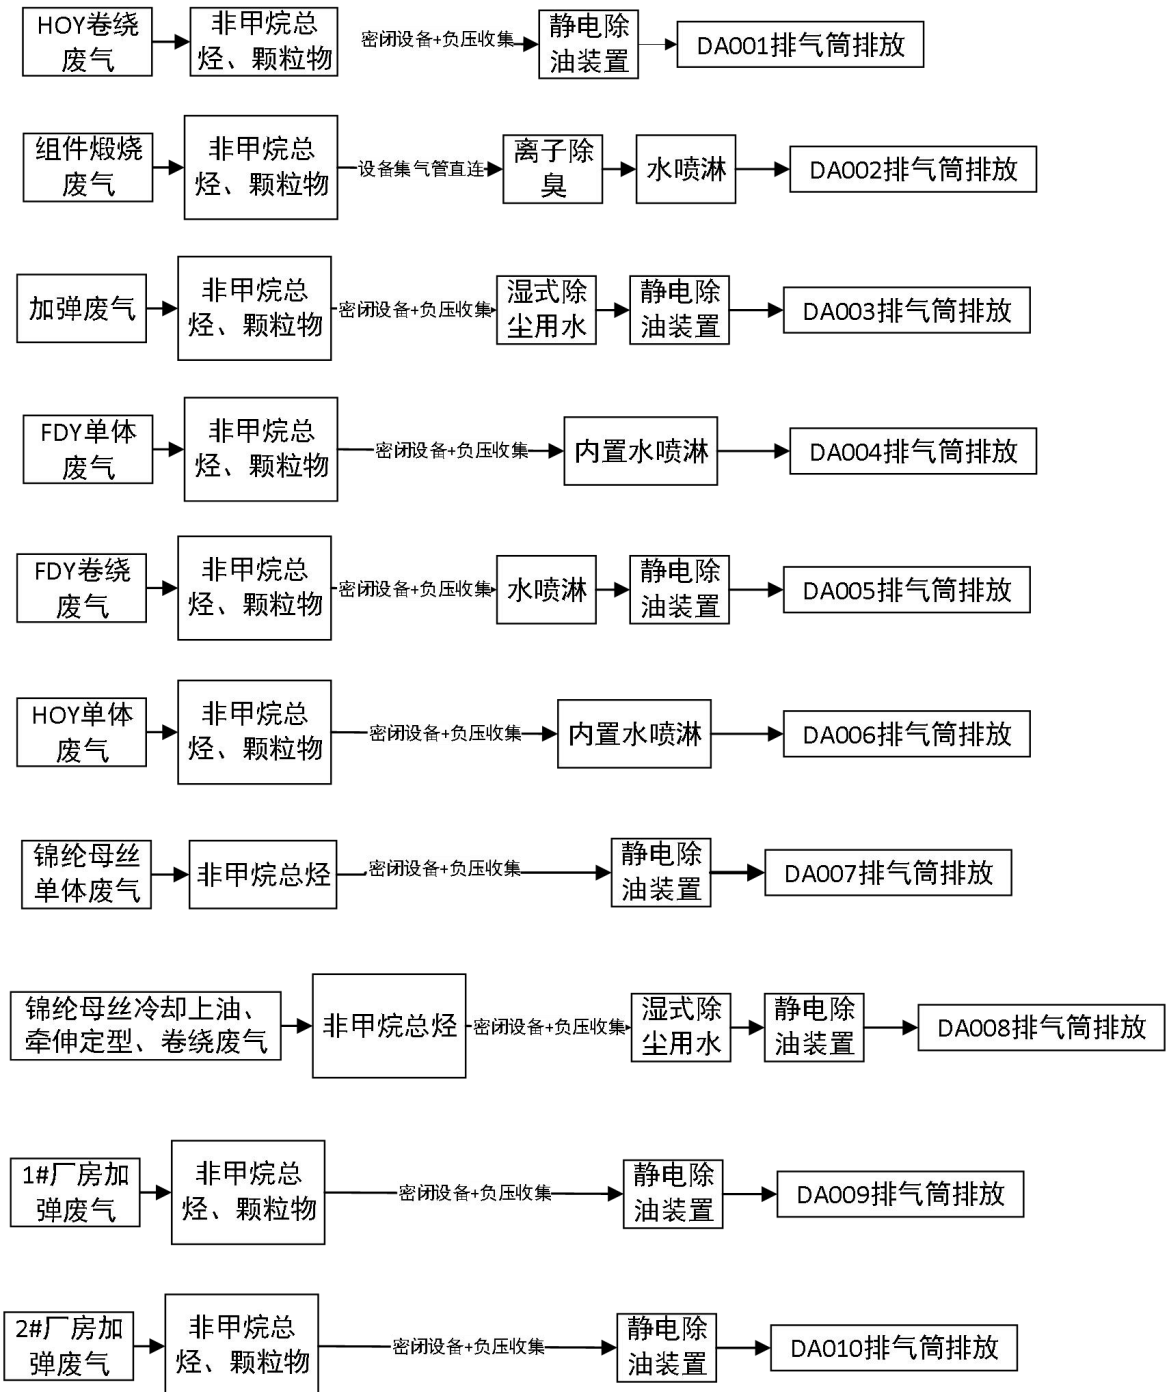 HOY卷绕
废气
非甲烷总
烃、颗粒物
密闭设备+负压收集
静电除
油装置
DA001排气筒排放
组件煅烧
废气
非甲烷总
烃、颗粒物
设备集气管直连
离子除
臭
水喷淋
DA002排气筒排放
加弹废气
非甲烷总
烃、颗粒物
密闭设备+负压收集
湿式除
尘用水
静电除
油装置
DA003排气筒排放
FDY单体
废气
非甲烷总
烃、颗粒物
密闭设备+负压收集
内置水喷淋
DA004排气筒排放
FDY卷绕
废气
非甲烷总
烃、颗粒物
密闭设备+负压收集
水喷淋
静电除
油装置
DA005排气筒排放
HOY单体
废气
非甲烷总
烃、颗粒物
密闭设备+负压收集
内置水喷淋
DA006排气筒排放
锦纶母丝
单体废气
非甲烷总烃
密闭设备+负压收集
静电除
油装置
DA007排气筒排放
锦纶母丝冷却上油、
牵伸定型、卷绕废气
非甲烷总烃
密闭设备+负压收集
湿式除
尘用水
静电除
油装置
DA008排气筒排放
1#厂房加
弹废气
非甲烷总
烃、颗粒物
密闭设备+负压收集
静电除
油装置
DA009排气筒排放
2#厂房加
弹废气
非甲烷总
烃、颗粒物
密闭设备+负压收集
静电除
油装置
DA010排气筒排放